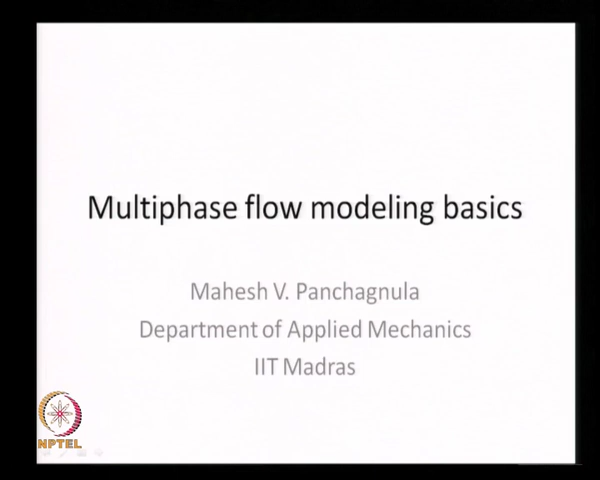 Multiphase flow modeling basics
Mahesh V. Panchagnula
Department of Applied Mechanics
IIT Madras
NPTEL